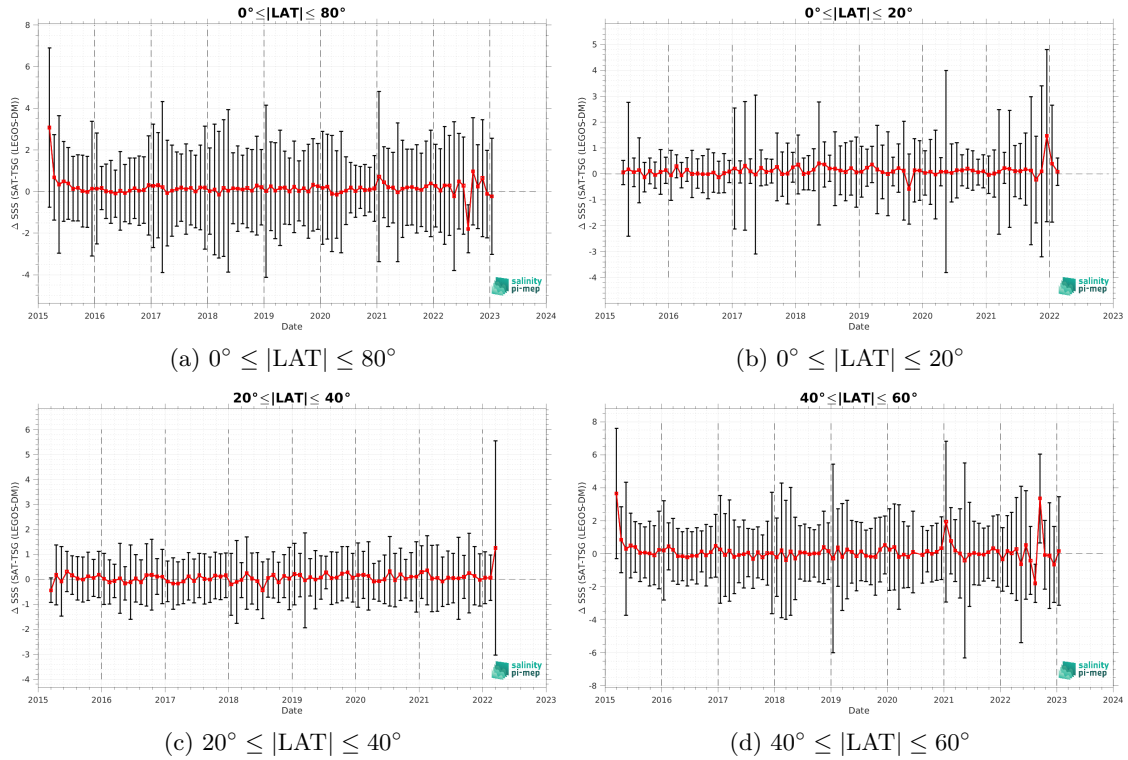 0°≤|LAT|≤ 80°
8
6
4
2
0
-2
-4
Δ SSS (SAT-TSG (LEGOS-DM))
2015 2016 2017 2018 2019 2020 2021 2022 2023 2024
Date
salinity
pi-mep
(a) 0° ≤ |LAT| ≤ 80°
0°≤|LAT|≤ 20°
5
4
3
2
1
0
-1
-2
-3
-4
Δ SSS (SAT-TSG (LEGOS-DM))
2015 2016 2017 2018 2019 2020 2021 2022 2023
Date
salinity
pi-mep
(b) 0° ≤ |LAT| ≤ 20°
20°≤|LAT|≤ 40°
6
5
4
3
2
1
0
-1
-2
-3
-4
Δ SSS (SAT-TSG (LEGOS-DM))
2015 2016 2017 2018 2019 2020 2021 2022 2023
Date
salinity
pi-mep
(c) 20° ≤ |LAT| ≤ 40°
40°≤|LAT|≤ 60°
8
6
4
2
0
-2
-4
-6
-8
Δ SSS (SAT-TSG (LEGOS-DM))
2015 2016 2017 2018 2019 2020 2021 2022 2023 2024
Date
salinity
pi-mep
(d) 40° ≤ |LAT| ≤ 60°